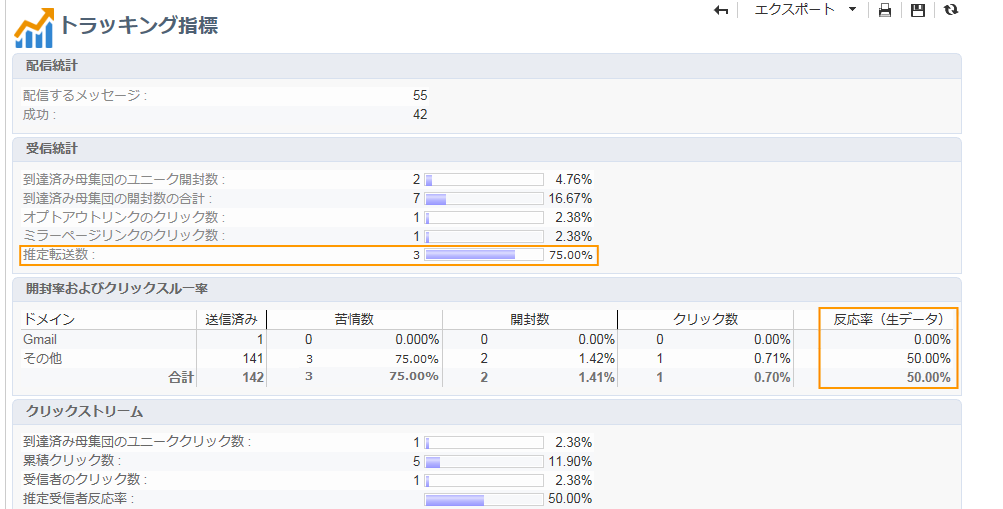 エクスポート
トラッキング指標
配信統計
配信するメッセージ : 55
成功 : 42
受信統計
到達済み母集団のユニーク開封数 : 2 4.76%
到達済み母集団の開封数の合計 : 7 16.67%
オプトアウトリンクのクリック数 : 1 2.38%
ミラーページリンクのクリック数 : 1 2.38%
推定転送数 : 3 75.00%
開封率およびクリックスルー率
ドメイン 送信済み 苦情数 開封数 クリック数 反応率（生データ）
Gmail 1 0 0.000% 0 0.00% 0 0.00% 0.00%
その他 141 3 75.00% 2 1.42% 1 0.71% 50.00%
合計 142 3 75.00% 2 1.41% 1 0.70% 50.00%
クリックストリーム
到達済み母集団のユニーククリック数 : 1 2.38%
累積クリック数 : 5 11.90%
受信者のクリック数 : 1 2.38%
推定受信者反応率 : 50.00%